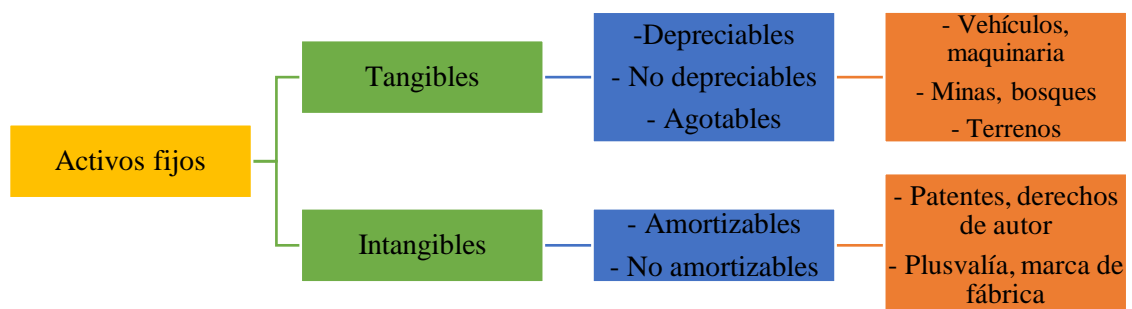 Activos fijos
Tangibles
-Depreciables
- No depreciables
- Agotables
- Vehículos,
maquinaria
- Minas, bosques
- Terrenos
Intangibles
- Amortizables
- No amortizables
- Patentes, derechos
de autor
- Plusvalía, marca de
fábrica